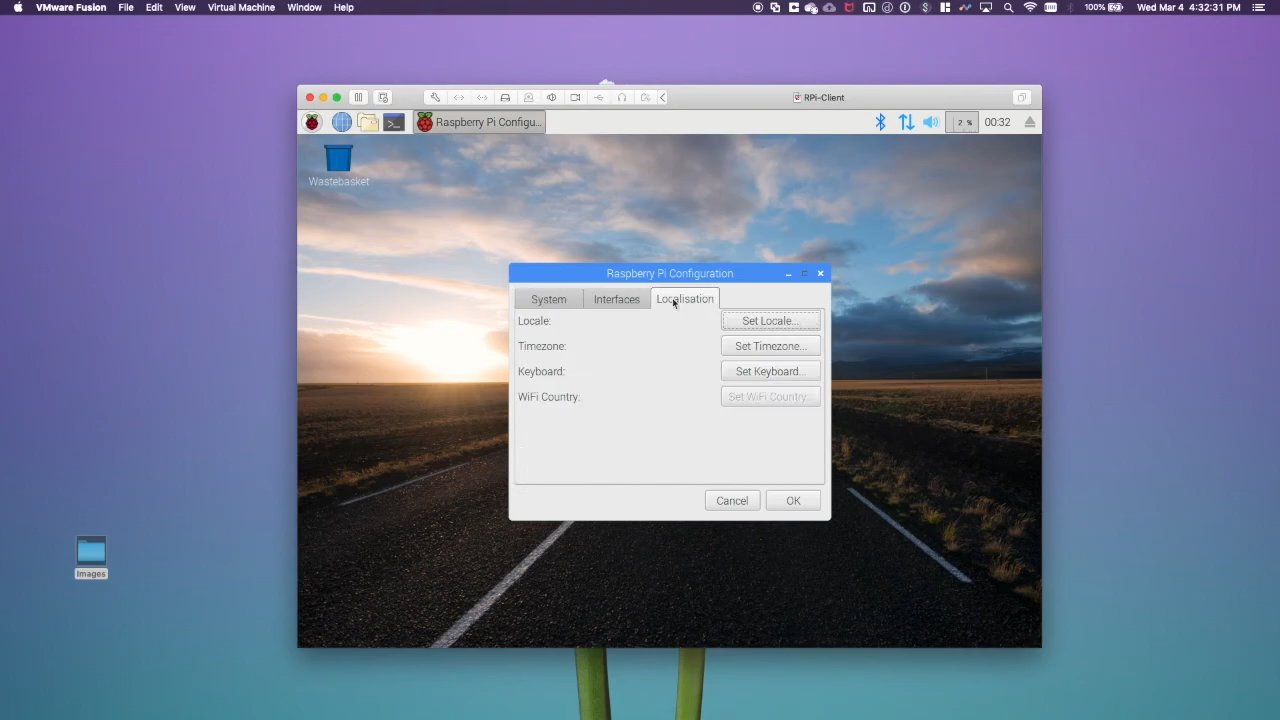 VMware Fusion File Edit View Virtual Machine Window Help 100% Wed Mar 4 4:32:31 PM
RPi-Client
Raspberry Pi Configu... 2 % 00:32
Wastebasket
Raspberry Pi Configuration
System Interfaces Localisation
Locale: Set Locale...
Timezone: Set Timezone...
Keyboard: Set Keyboard...
WiFi Country: Set WiFi Country...
Cancel OK
Images